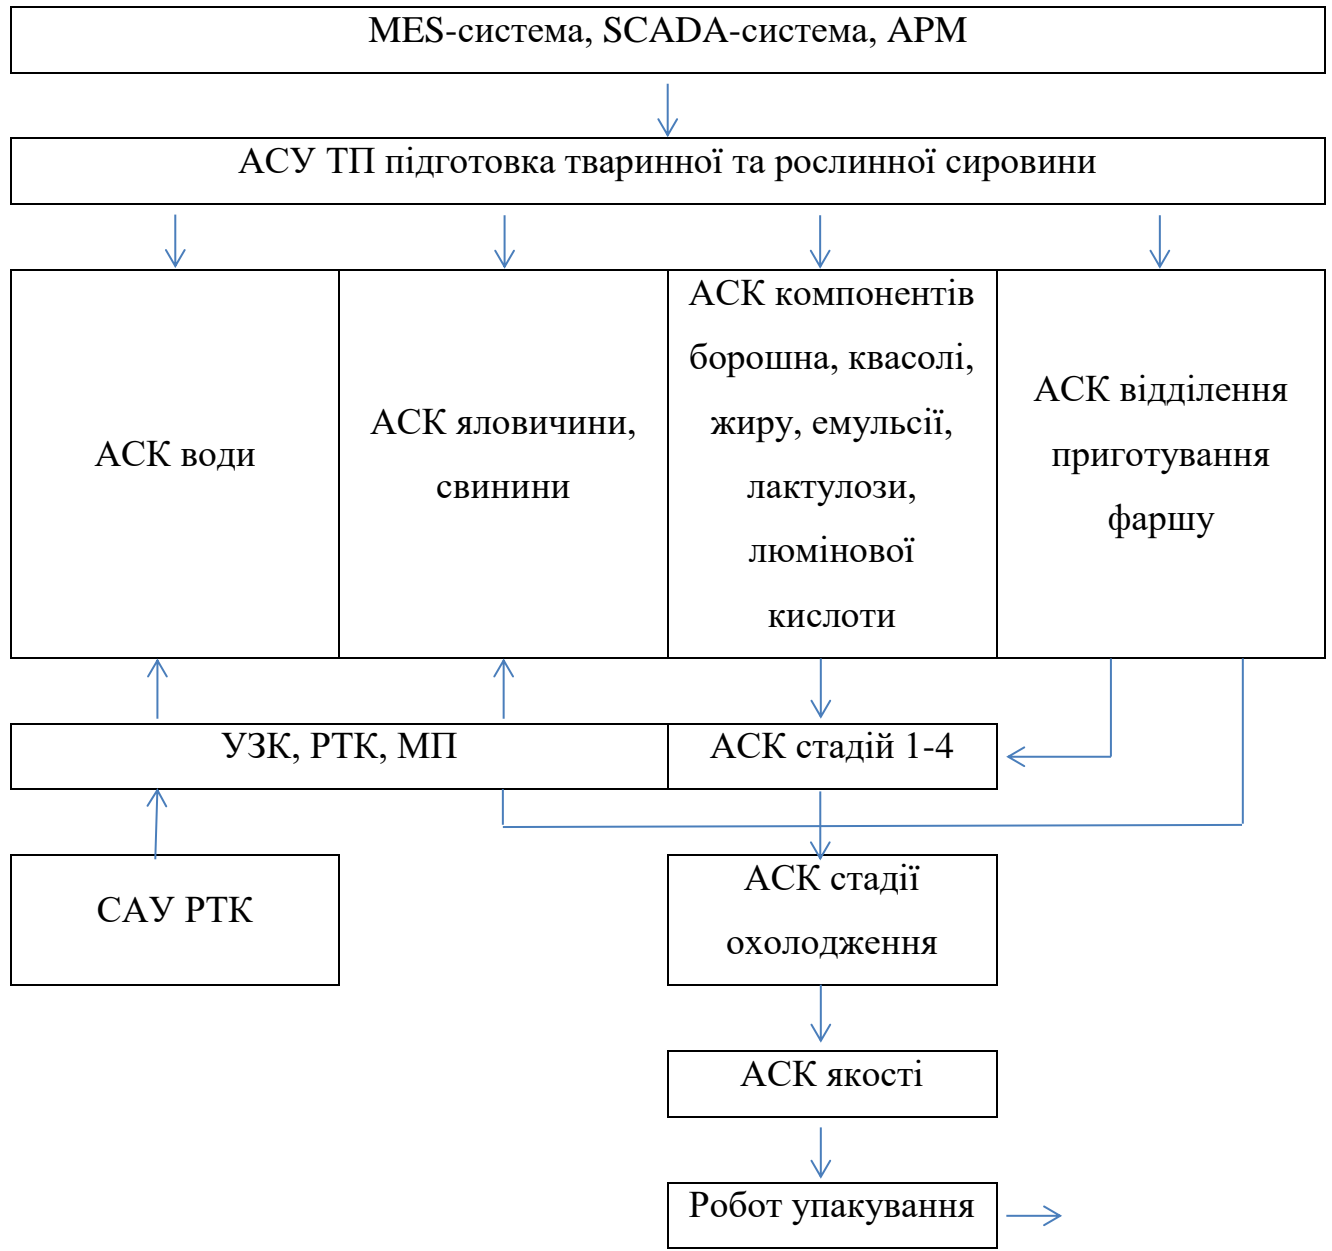 MES-система, SCADA-система, АРМ
АСУ ТП підготовка тваринної та рослинної сировини
АСК води
АСК яловичини,
свинини
АСК компонентів
борошна, квасолі,
жиру, емульсії,
лактулози,
люмінової
кислоти
АСК відділення
приготування
фаршу
УЗК, РТК, МП
АСК стадій 1-4
САУ РТК
АСК стадії
охолодження
АСК якості
Робот упакування